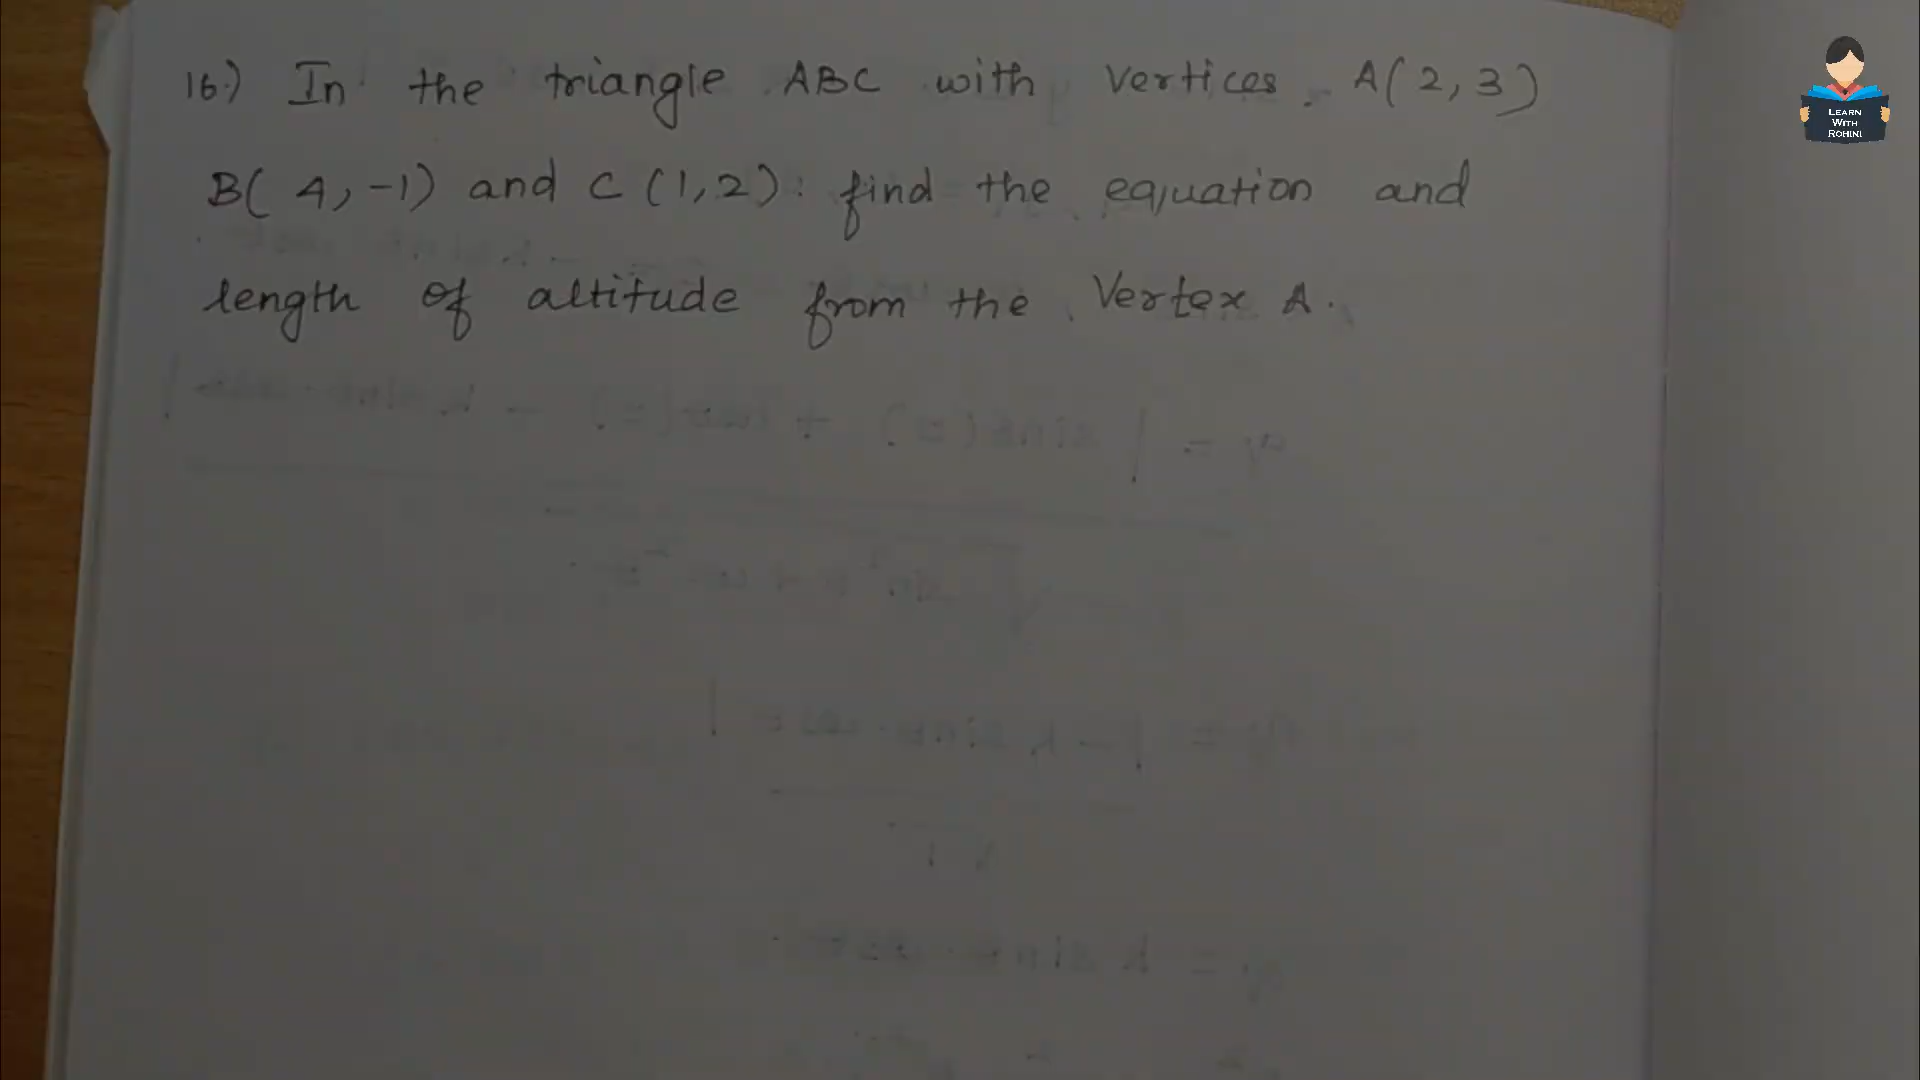 16.) In the triangle ABC with vertices A(2,3)
B(4,-1) and C(1,2): find the equation and
length of altitude from the Vertex A.
LEARN
WITH
ROHINI